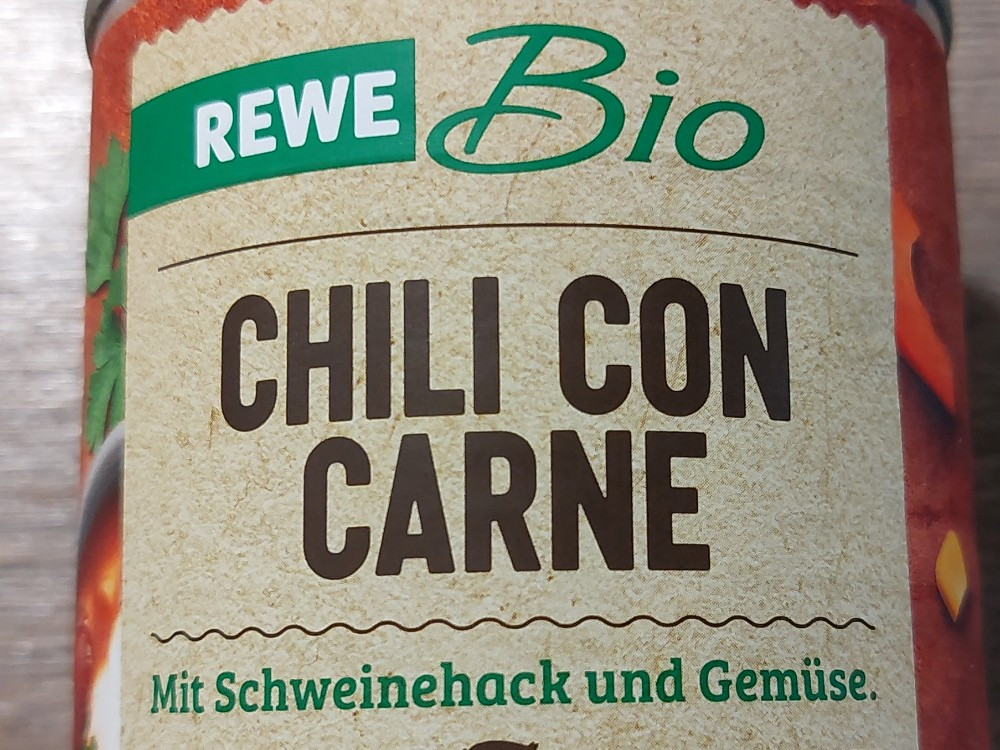 REWE Bio
CHILI CON
CARNE
Mit Schweinehack und Gemüse.